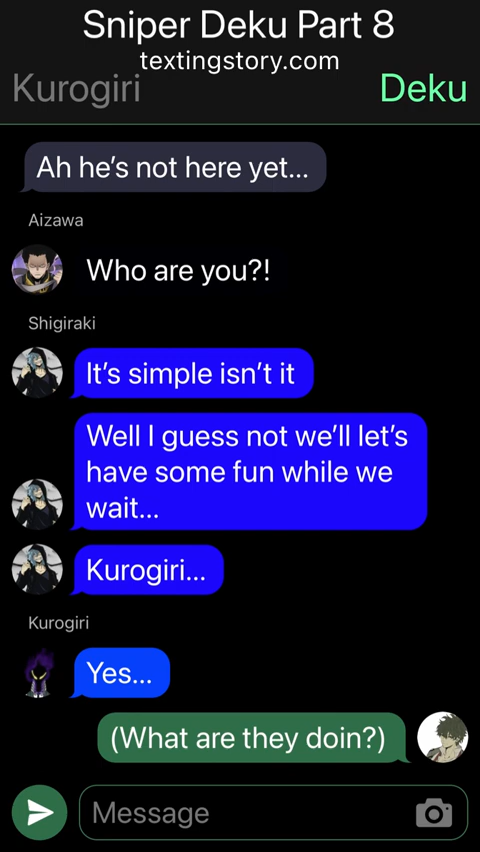 Sniper Deku Part 8
textingstory.com
Kurogiri
Deku
Ah he's not here yet...
Aizawa
Who are you?!
Shigiraki
It's simple isn't it
Well I guess not we'll let's
have some fun while we
wait...
Kurogiri...
Kurogiri
Yes...
(What are they doin?)
Message